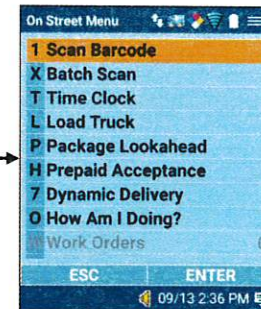 On Street Menu
1 Scan Barcode
X Batch Scan
T Time Clock
L Load Truck
P Package Lookahead
H Prepaid Acceptance
7 Dynamic Delivery
O How Am I Doing?
W Work Orders
ESC ENTER
09/13 2:36 PM